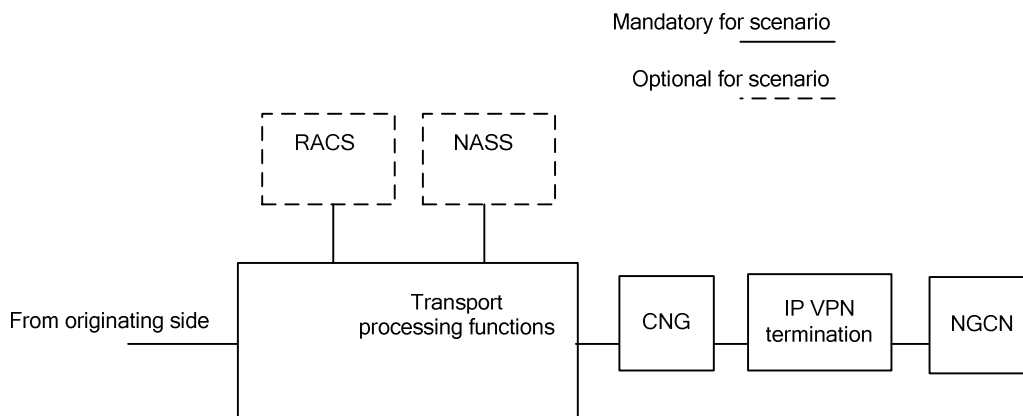 Mandatory for scenario
Optional for scenario
RACS
NASS
From originating side
Transport
processing functions
CNG
IP VPN
termination
NGCN